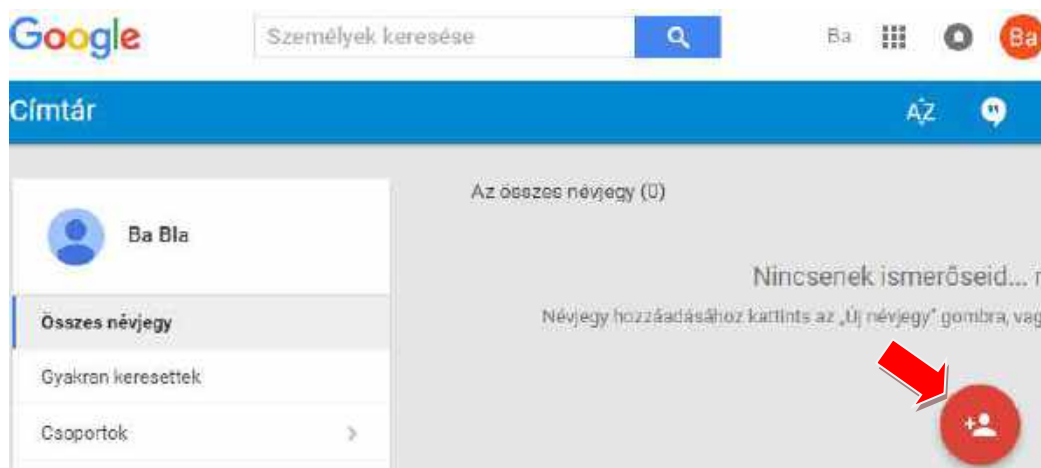 Google
Személyek keresése
Ba
Ba
Címtár
AZ
Az összes névjegy (0)
Ba Bla
Nincsenek ismerőseid...
Összes névjegy
Névjegy hozzáadásához kattints az „Új névjegy" gombra, vagy
Gyakran keresettek
Csoportok